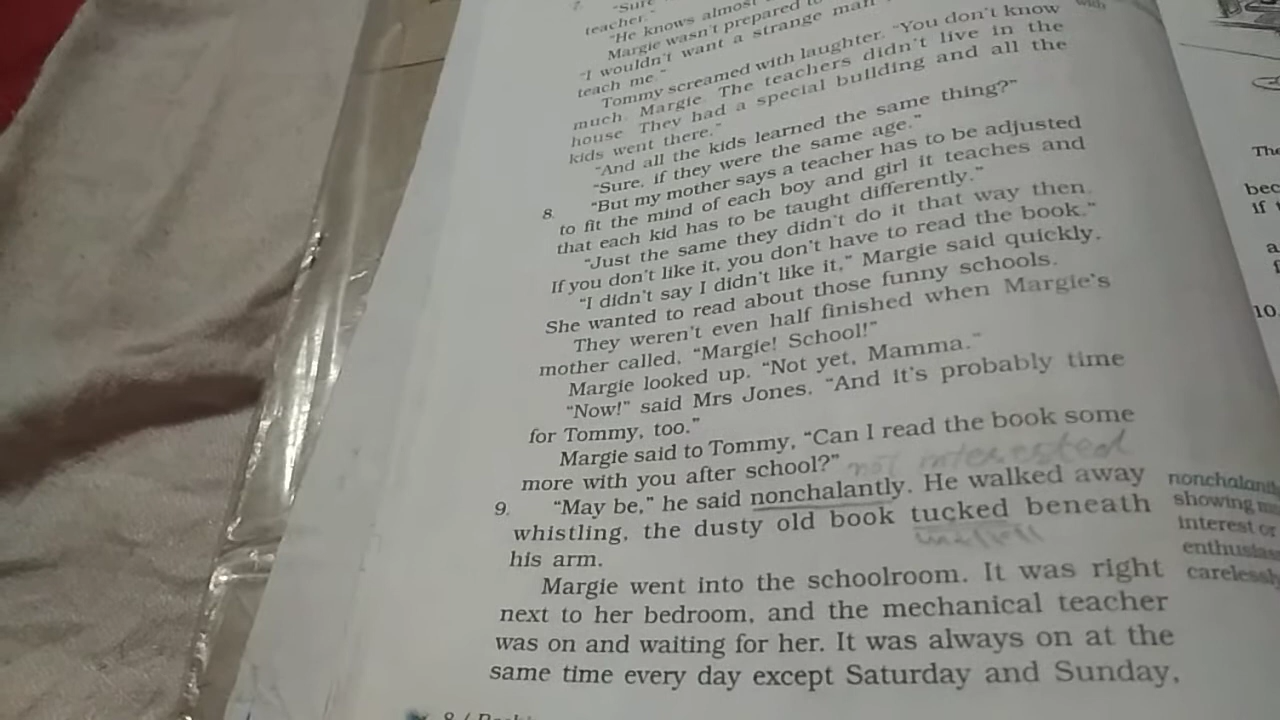 7. "Sure
teacher."
"He knows almost
Margie wasn't prepared to
"I wouldn't want a strange man
teach me."
Tommy screamed with laughter. "You don't know
much, Margie. The teachers didn't live in the
house. They had a special building and all the
kids went there."
"And all the kids learned the same thing?"
"Sure, if they were the same age."
8. "But my mother says a teacher has to be adjusted
to fit the mind of each boy and girl it teaches and
that each kid has to be taught differently."
"Just the same they didn't do it that way then.
If you don't like it, you don't have to read the book."
"I didn't say I didn't like it," Margie said quickly.
She wanted to read about those funny schools.
They weren't even half finished when Margie's
mother called, "Margie! School!"
Margie looked up. "Not yet, Mamma."
"Now!" said Mrs Jones. "And it's probably time
for Tommy, too."
Margie said to Tommy, "Can I read the book some
more with you after school?"
not interested
9. "May be," he said nonchalantly. He walked away
whistling, the dusty old book tucked beneath
his arm.
Margie went into the schoolroom. It was right
next to her bedroom, and the mechanical teacher
was on and waiting for her. It was always on at the
same time every day except Saturday and Sunday,
with
nonchalantly
showing
interest or
The
bec
if
a
10.
8 /